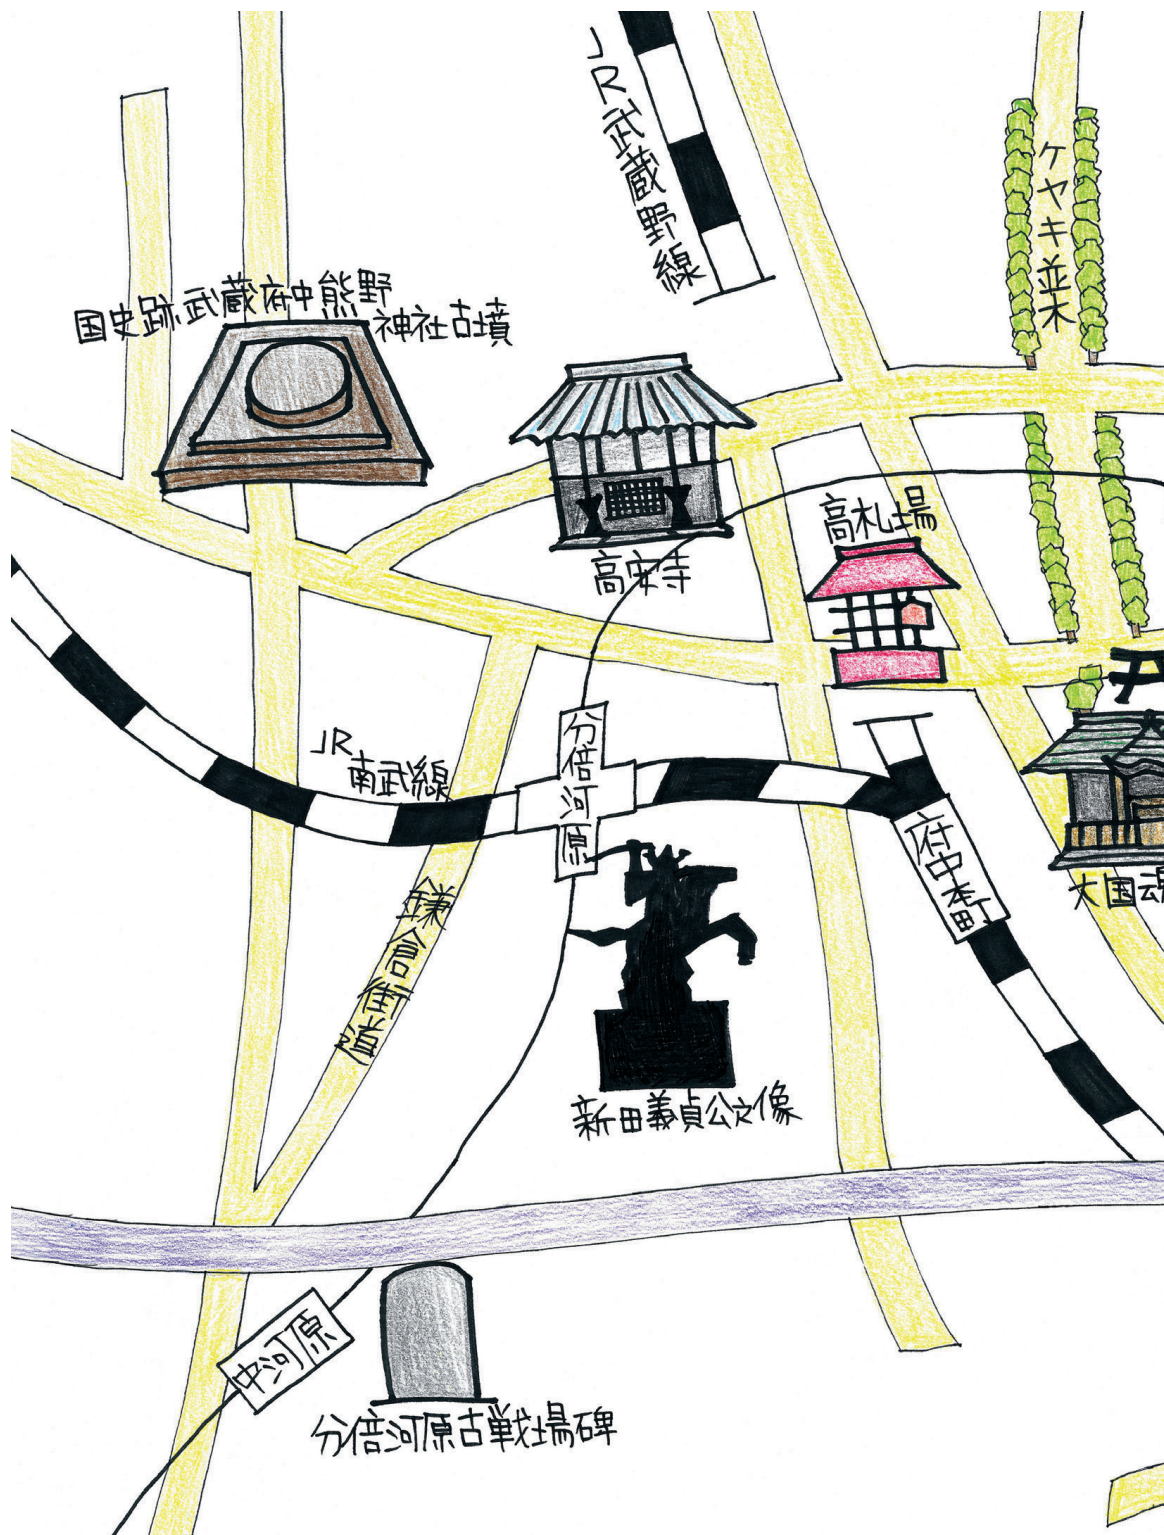 JR武蔵野線
ケヤキ並木
国史跡武蔵府中熊野
神社古墳
高札場
高安寺
分倍河原
JR
南武線
府中本町
大国魂
鎌倉街道
新田義貞公之像
中河原
分倍河原古戦場碑